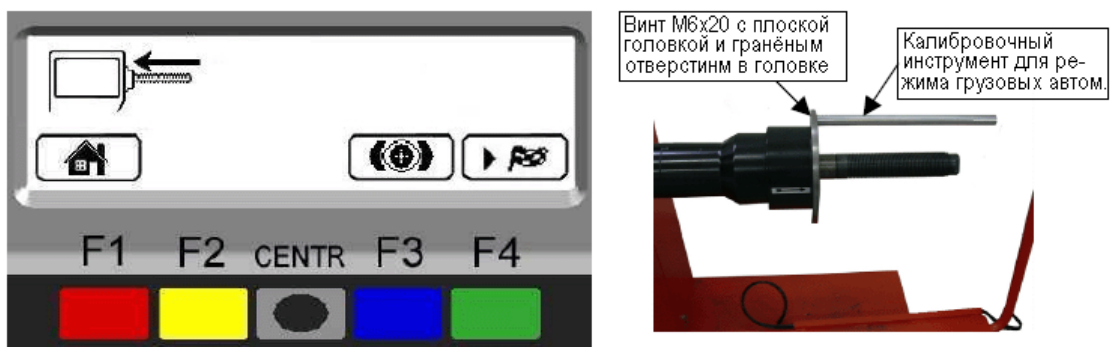 F1 F2 CENTR F3 F4
Винт М6х20 с плоской
головкой и гранёным
отверстинм в головке
Калибровочный
инструмент для ре-
жима грузовых автом.